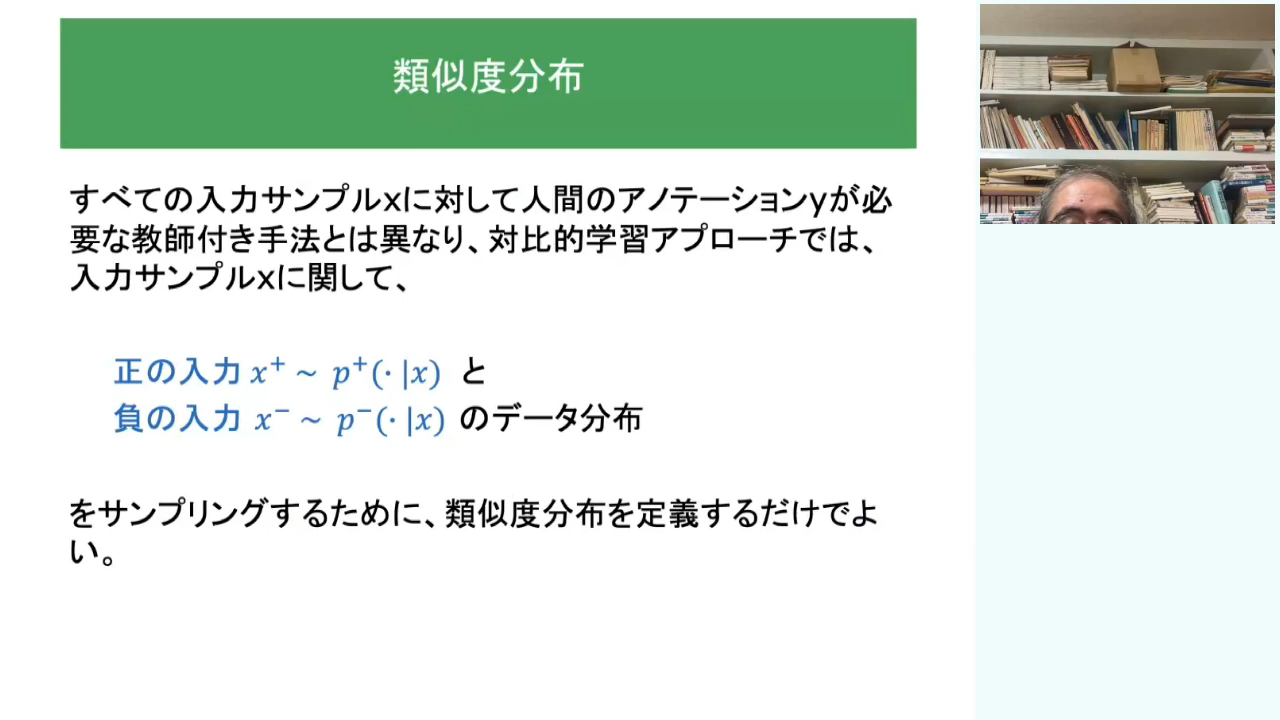 類似度分布
すべての入力サンプルxに対して人間のアノテーションyが必
要な教師付き手法とは異なり、対比的学習アプローチでは、
入力サンプルxに関して、
正の入力 x⁺ ~ p⁺(· |x) と
負の入力 x⁻ ~ p⁻(· |x) のデータ分布
をサンプリングするために、類似度分布を定義するだけでよ
い。